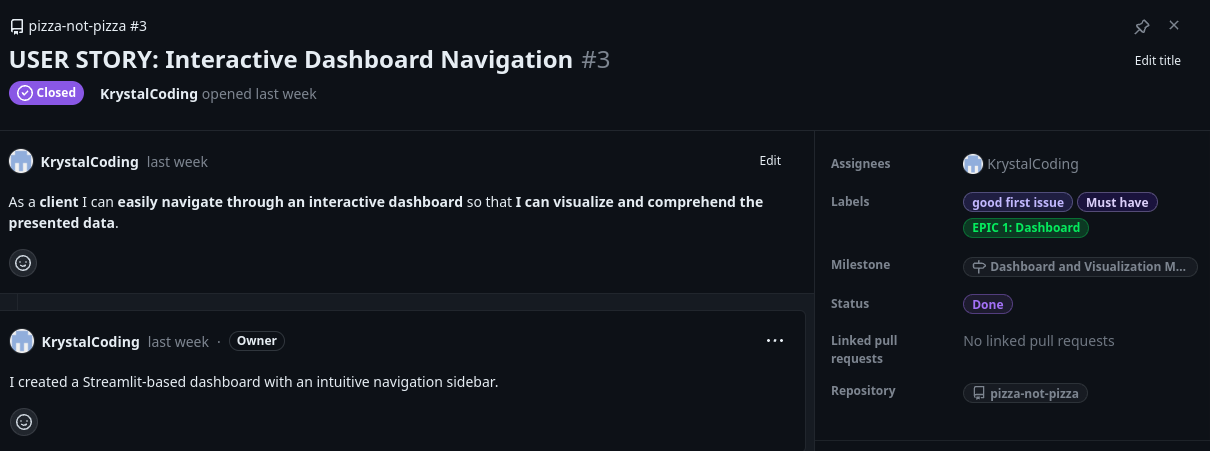 pizza-not-pizza #3
USER STORY: Interactive Dashboard Navigation #3
Edit title
Closed
KrystalCoding opened last week
KrystalCoding last week
Edit
As a client I can easily navigate through an interactive dashboard so that I can visualize and comprehend the
presented data.
KrystalCoding last week · Owner
I created a Streamlit-based dashboard with an intuitive navigation sidebar.
Assignees
KrystalCoding
Labels
good first issue
Must have
EPIC 1: Dashboard
Milestone
Dashboard and Visualization M...
Status
Done
Linked pull
requests
No linked pull requests
Repository
pizza-not-pizza